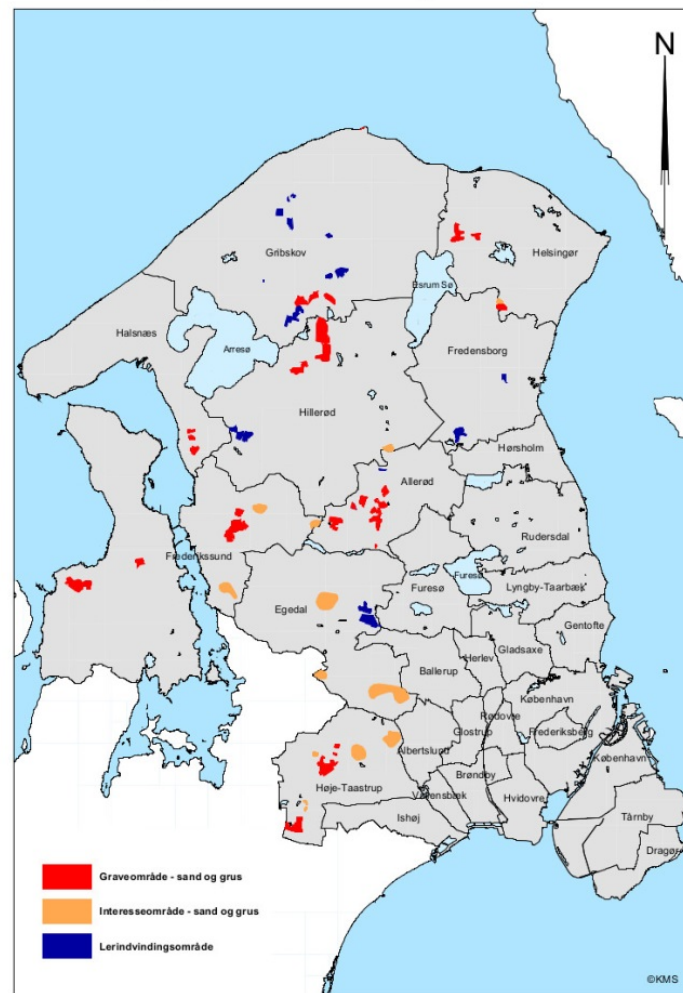 N
Gribskov
Helsingør
Esrum Sø
Halsnæs
Arresø
Fredensborg
Hillerød
Hørsholm
Allerød
Rudersdal
Frederikssund
Furesø
Furesø
Lyngby-Taarbæk
Egedal
Gentofte
Gladsaxe
Herlev
Ballerup
København
Rødovre
Glostrup
Frederiksberg
Albertslund
København
Brøndby
Høje-Taastrup
Vallensbæk
Hvidovre
Ishøj
Tårnby
Dragør
Graveområde - sand og grus
Interesseområde - sand og grus
Lerindvindingsområde
©KMS